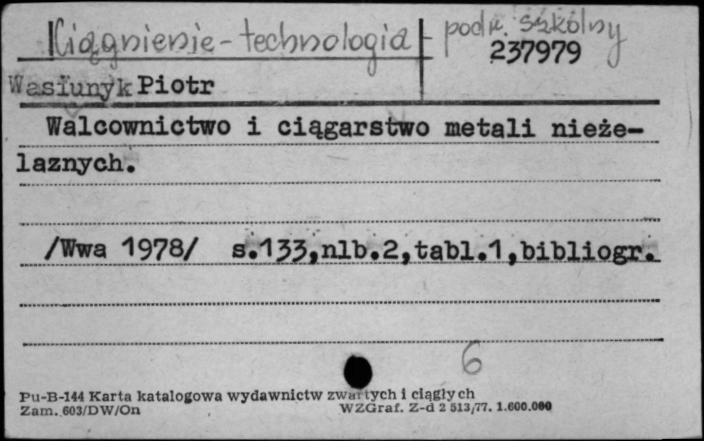 Ciągnienie - technologia
podr. szkolny
237979
Wasiunyk Piotr
Walcownictwo i ciągarstwo metali nieże-
laznych.
/Wwa 1978/ s.133,nlb.2,tabl.1,bibliogr.
6
Pu-B-144 Karta katalogowa wydawnictw zwartych i ciągłych
Zam. 603/DW/On WZGraf. Z-d 2 513/77. 1.600.000